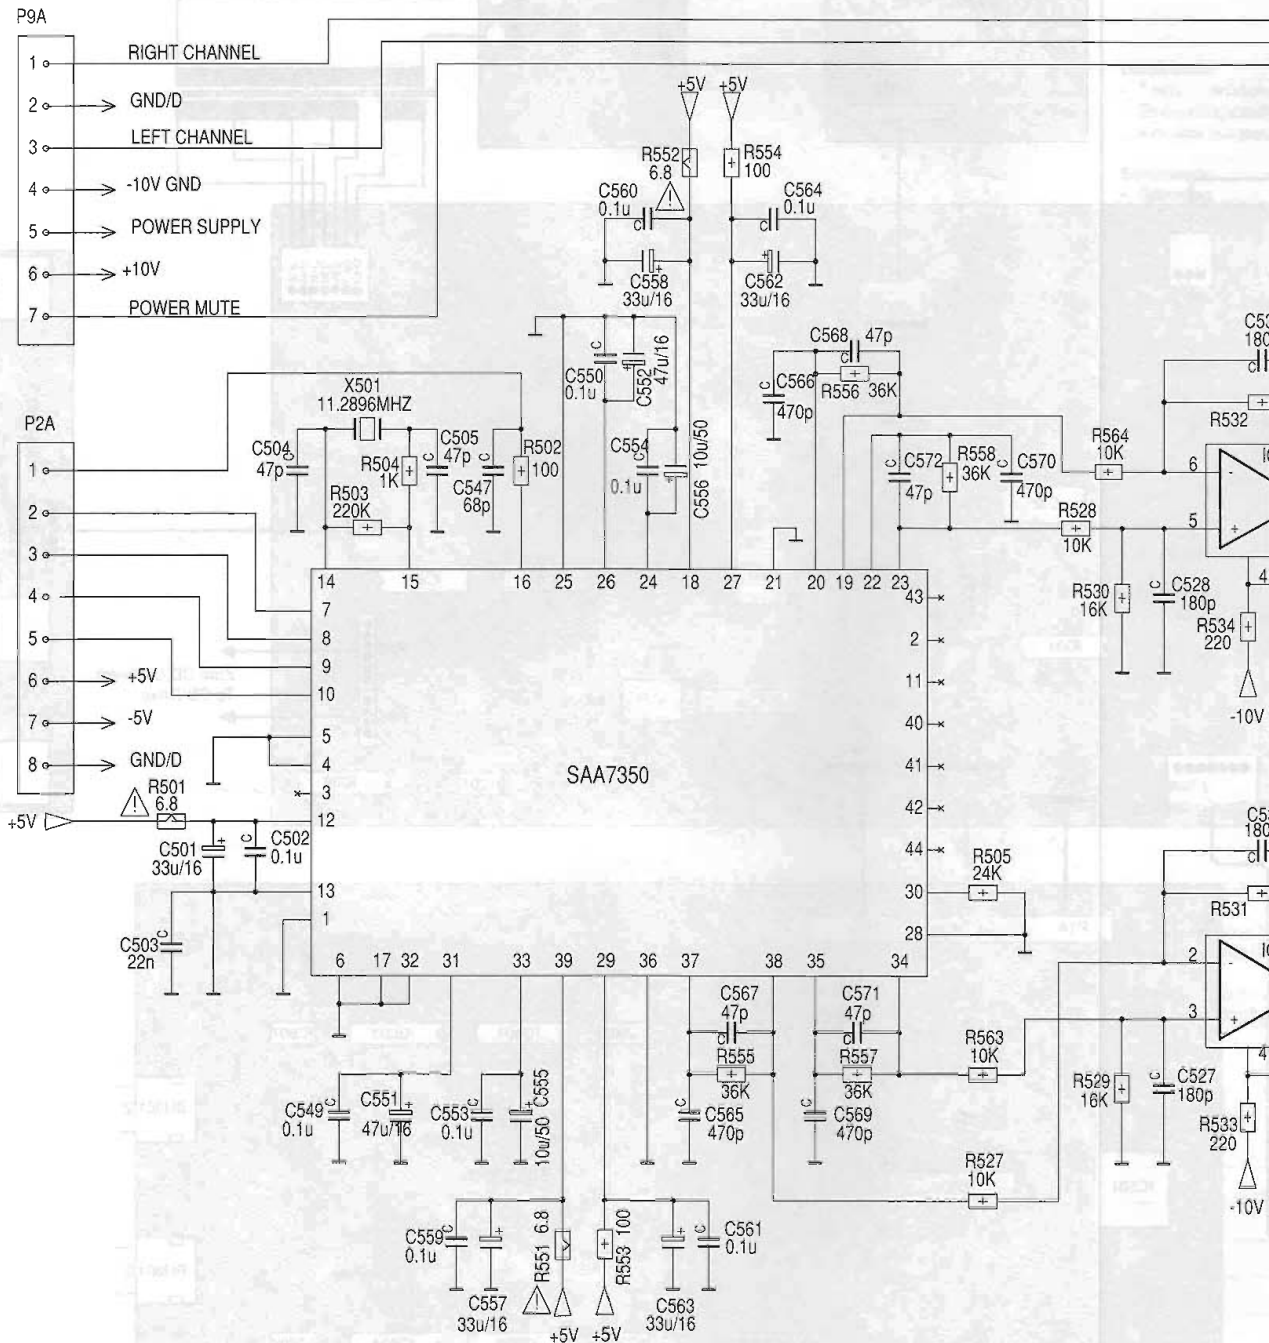 P9A
1 RIGHT CHANNEL
2 GND/D
3 LEFT CHANNEL
4 -10V GND
5 POWER SUPPLY
6 +10V
7 POWER MUTE
+5V +5V
R552
6.8
R554
100
C560
0.1u
C
C564
0.1u
C
C558
33u/16
+
C562
33u/16
+
C550
0.1u
C
C552
47u/16
+
C554
0.1u
C
C556 10u/50
+
C568 47p
C
C566
470p
C
R556 36K
C572
47p
C
R558
36K
C570
470p
C
R564
10K
R528
10K
R532
R530
16K
C528
180p
C
R534
220
-10V
6 -
5 +
4
P2A
1
2
3
4
5
6 +5V
7 -5V
8 GND/D
X501
11.2896MHZ
C504
47p
C
R504
1K
R503
220K
C505
47p
C
C547
68p
C
R502
100
14 15 16 25 26 24 18 27 21 20 19 22 23
7
8
9
10
5
4
3
12
13
1
43
2
11
40
41
42
44
30
28
SAA7350
R501
6.8
+5V
C501
33u/16
+
C502
0.1u
C
C503
22n
C
R505
24K
6 17 32 31 33 39 29 36 37 38 35 34
C567
47p
C
C571
47p
C
R555
36K
R557
36K
C565
470p
C
C569
470p
C
R563
10K
R527
10K
R529
16K
C527
180p
C
R531
R533
220
-10V
2 -
3 +
4
C549
0.1u
C
C551
47u/16
+
C553
0.1u
C
C555
10u/50
+
C559
0.1u
C
C557
33u/16
+
R551 6.8
R553 100
C563
33u/16
+
C561
0.1u
C
+5V +5V